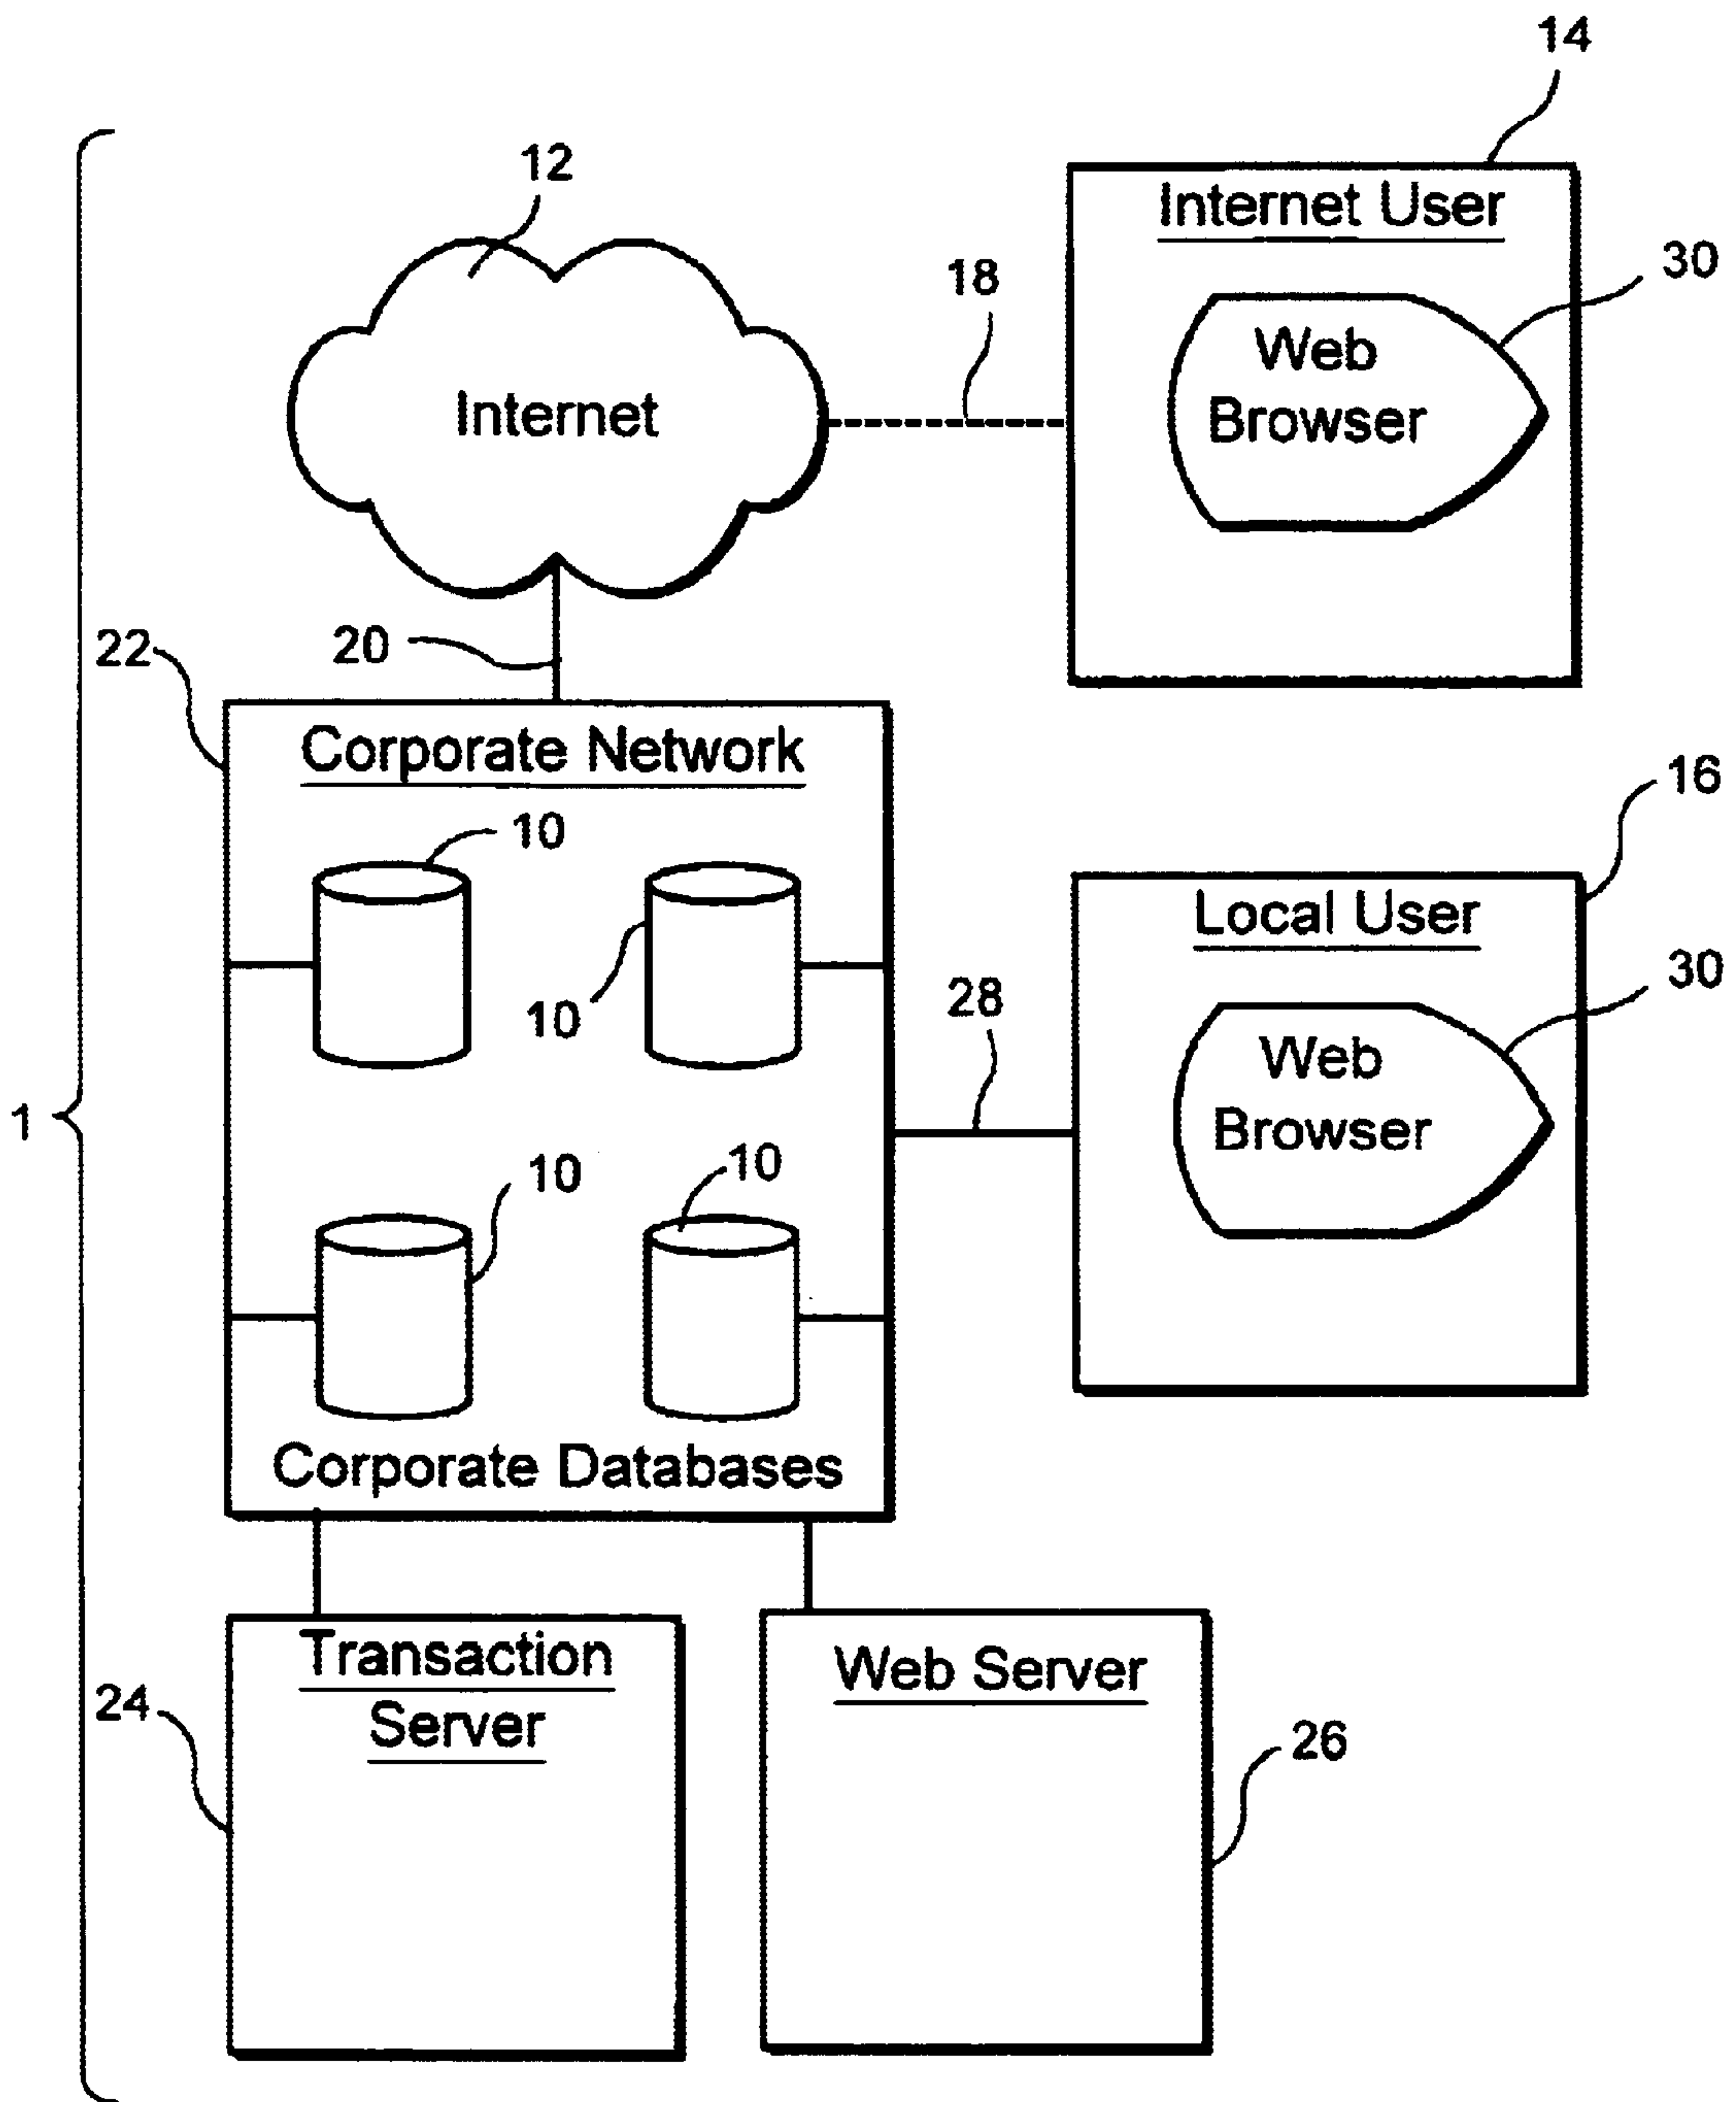 14
12
Internet User
30
18
Web
Browser
Internet
20
22
Corporate Network
16
10
Local User
10
30
28
Web
Browser
1
10
10
Corporate Databases
Transaction
Server
Web Server
24
26